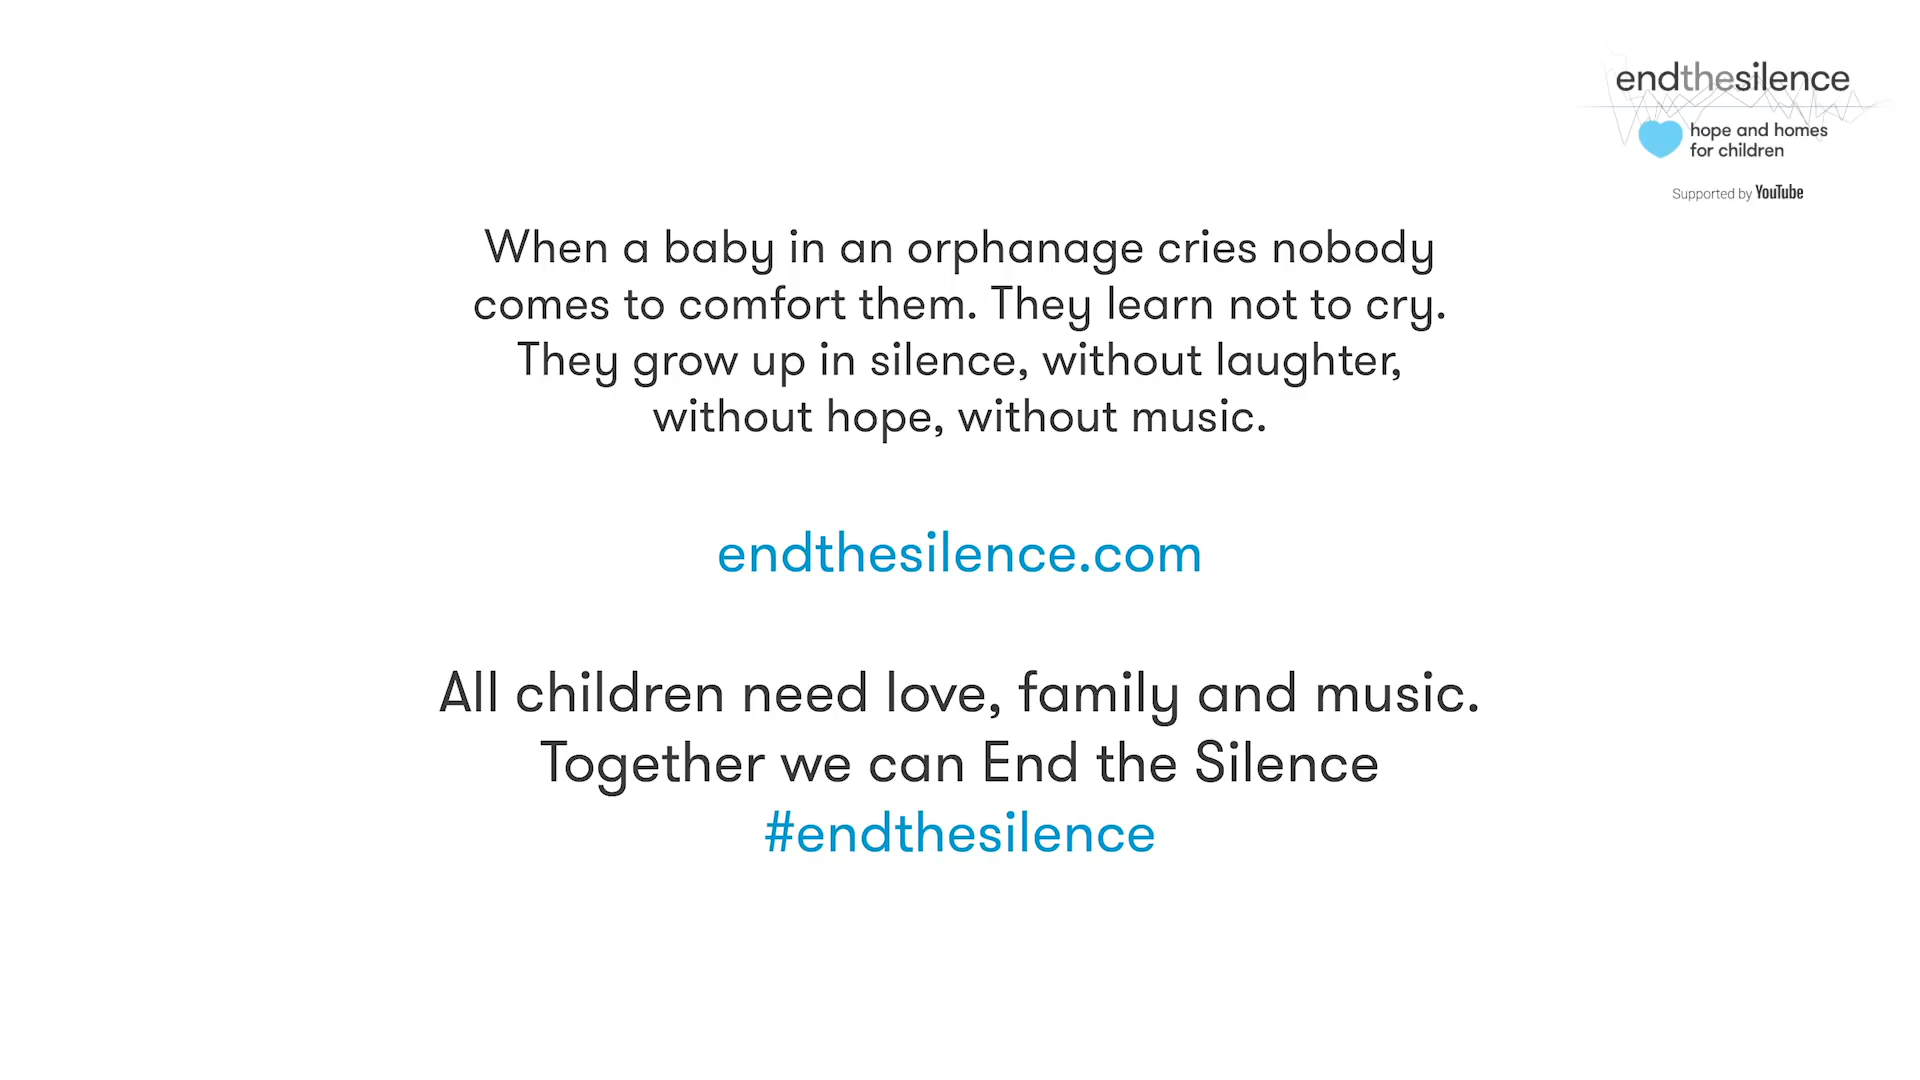 endthesilence
hope and homes
for children
Supported by YouTube
When a baby in an orphanage cries nobody
comes to comfort them. They learn not to cry.
They grow up in silence, without laughter,
without hope, without music.
endthesilence.com
All children need love, family and music.
Together we can End the Silence
#endthesilence